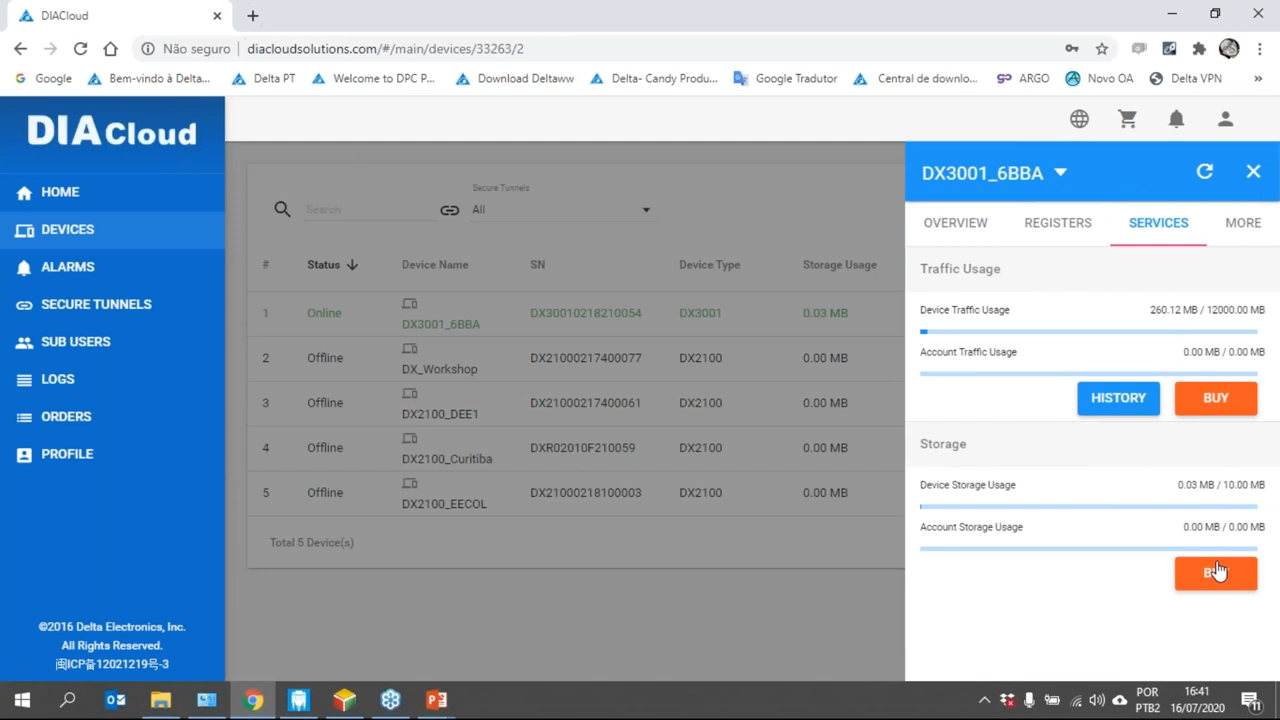 DIACloud
Não seguro
diacloudsolutions.com/#/main/devices/33263/2
Google
Bem-vindo à Delta...
Delta PT
Welcome to DPC P...
Download Deltaww
Delta- Candy Produ...
Google Tradutor
Central de downlo...
ARGO
Novo OA
Delta VPN
»
DIACloud
HOME
DEVICES
ALARMS
SECURE TUNNELS
SUB USERS
LOGS
ORDERS
PROFILE
©2016 Delta Electronics, Inc.
All Rights Reserved.
闽ICP备12021219号-3
Search
Secure Tunnels
All
# Status Device Name SN Device Type Storage Usage
1 Online DX3001_6BBA DX30010218210054 DX3001 0.03 MB
2 Offline DX_Workshop DX21000217400077 DX2100 0.00 MB
3 Offline DX2100_DEE1 DX21000217400061 DX2100 0.00 MB
4 Offline DX2100_Curitiba DXR02010F210059 DX2100 0.00 MB
5 Offline DX2100_EECOL DX21000218100003 DX2100 0.00 MB
Total 5 Device(s)
DX3001_6BBA
OVERVIEW REGISTERS SERVICES MORE
Traffic Usage
Device Traffic Usage 260.12 MB / 12000.00 MB
Account Traffic Usage 0.00 MB / 0.00 MB
HISTORY BUY
Storage
Device Storage Usage 0.03 MB / 10.00 MB
Account Storage Usage 0.00 MB / 0.00 MB
POR
PTB2
16:41
16/07/2020
11